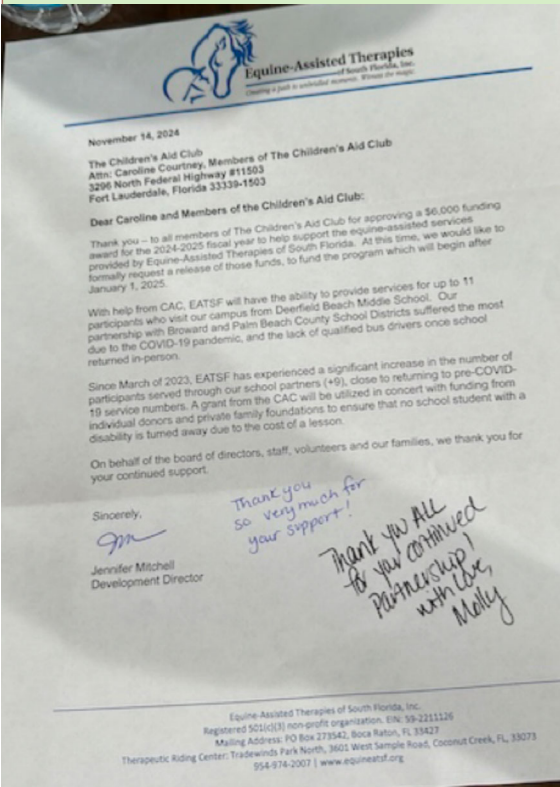 Equine-Assisted Therapies
of South Florida, Inc.
Creating a path to unbridled moments. Witness the magic.
November 14, 2024
The Children's Aid Club
Attn: Caroline Courtney, Members of The Children's Aid Club
3296 North Federal Highway #11503
Fort Lauderdale, Florida 33339-1503
Dear Caroline and Members of the Children's Aid Club:
Thank you – to all members of The Children's Aid Club for approving a $6,000 funding
award for the 2024-2025 fiscal year to help support the equine-assisted services
provided by Equine-Assisted Therapies of South Florida. At this time, we would like to
formally request a release of those funds, to fund the program which will begin after
January 1, 2025.
With help from CAC, EATSF will have the ability to provide services for up to 11
participants who visit our campus from Deerfield Beach Middle School. Our
partnership with Broward and Palm Beach County School Districts suffered the most
due to the COVID-19 pandemic, and the lack of qualified bus drivers once school
returned in-person.
Since March of 2023, EATSF has experienced a significant increase in the number of
participants served through our school partners (+9), close to returning to pre-COVID-
19 service numbers. A grant from the CAC will be utilized in concert with funding from
individual donors and private family foundations to ensure that no school student with a
disability is turned away due to the cost of a lesson.
On behalf of the board of directors, staff, volunteers and our families, we thank you for
your continued support.
Sincerely,
Jennifer Mitchell
Development Director
Thank you
so very much for
your support!
Thank you ALL
for your continued
Partnership!
with Love,
Molly
Equine-Assisted Therapies of South Florida, Inc.
Registered 501(c)(3) non-profit organization. EIN: 59-2211126
Mailing Address: PO Box 273542, Boca Raton, FL 33427
Therapeutic Riding Center: Tradewinds Park North, 3601 West Sample Road, Coconut Creek, FL, 33073
954-974-2007 | www.equineatsf.org